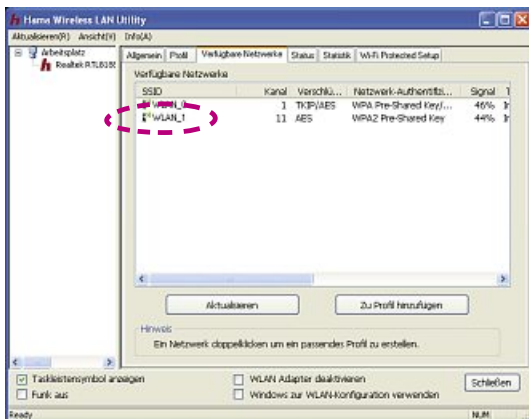 Hama Wireless LAN Utility
Aktualisieren(R) Ansicht(V) Info(A)
Arbeitsplatz
Realtek RTL8188
Allgemein Profil Verfügbare Netzwerke Status Statistik Wi-Fi Protected Setup
Verfügbare Netzwerke
SSID Kanal Verschlü... Netzwerk-Authentifizi... Signal
WLAN_0 1 TKIP/AES WPA Pre-Shared Key/... 46%
WLAN_1 11 AES WPA2 Pre-Shared Key 44%
Aktualisieren Zu Profil hinzufügen
Hinweis
Ein Netzwerk doppelklicken um ein passendes Profil zu erstellen.
Taskleistensymbol anzeigen WLAN Adapter deaktivieren Schließen
Funk aus Windows zur WLAN-Konfiguration verwenden
Ready NUM